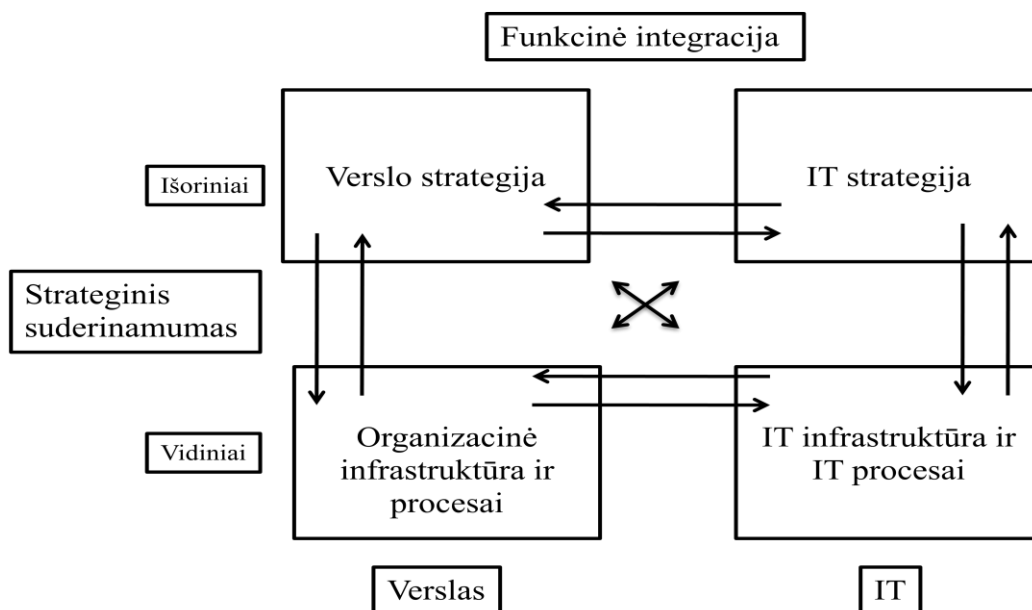 Funkcinė integracija
Verslo strategija
IT strategija
Išoriniai
Strateginis
suderinamumas
Vidiniai
Organizacinė
infrastruktūra ir
procesai
IT infrastruktūra ir
IT procesai
Verslas
IT